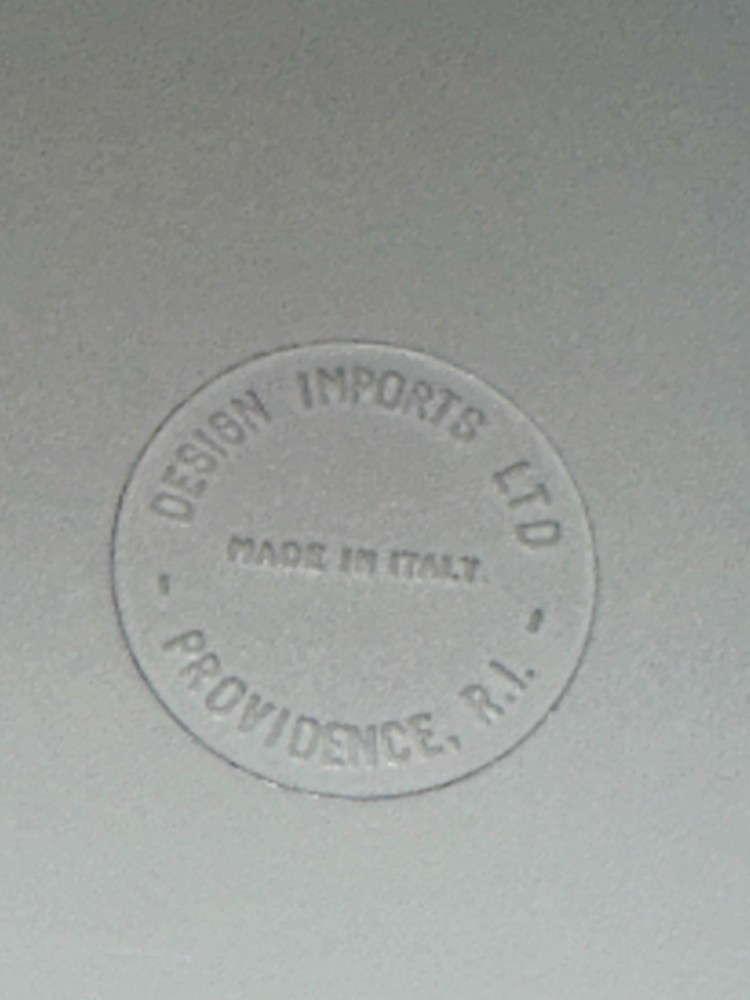 DESIGN IMPORTS LTD
MADE IN ITALY
- PROVIDENCE, R.I. -